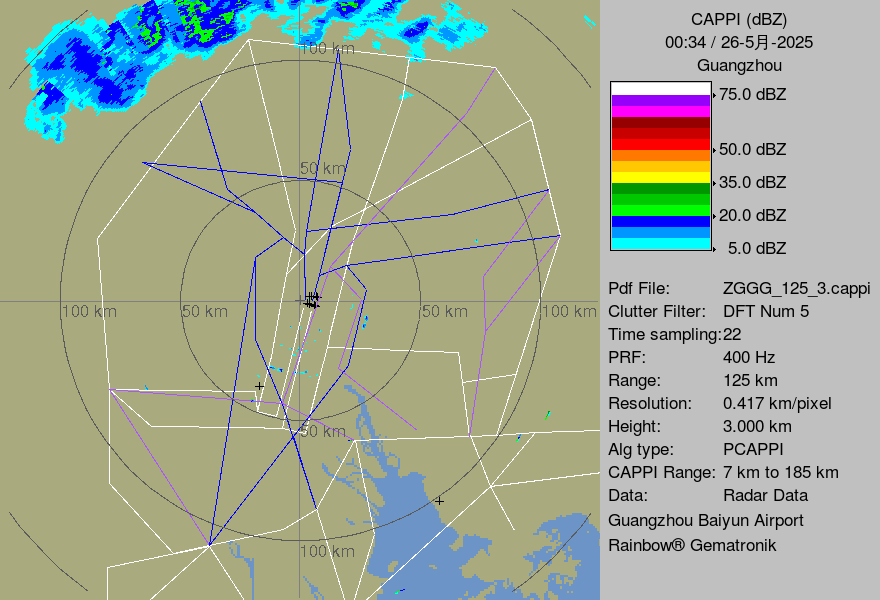 CAPPI (dBZ)
00:34 / 26-5月-2025
Guangzhou
75.0 dBZ
50.0 dBZ
35.0 dBZ
20.0 dBZ
5.0 dBZ
Pdf File: ZGGG_125_3.cappi
Clutter Filter: DFT Num 5
Time sampling:22
PRF: 400 Hz
Range: 125 km
Resolution: 0.417 km/pixel
Height: 3.000 km
Alg type: PCAPPI
CAPPI Range: 7 km to 185 km
Data: Radar Data
Guangzhou Baiyun Airport
Rainbow® Gematronik
100 km
50 km
100 km
50 km
50 km
100 km
50 km
100 km